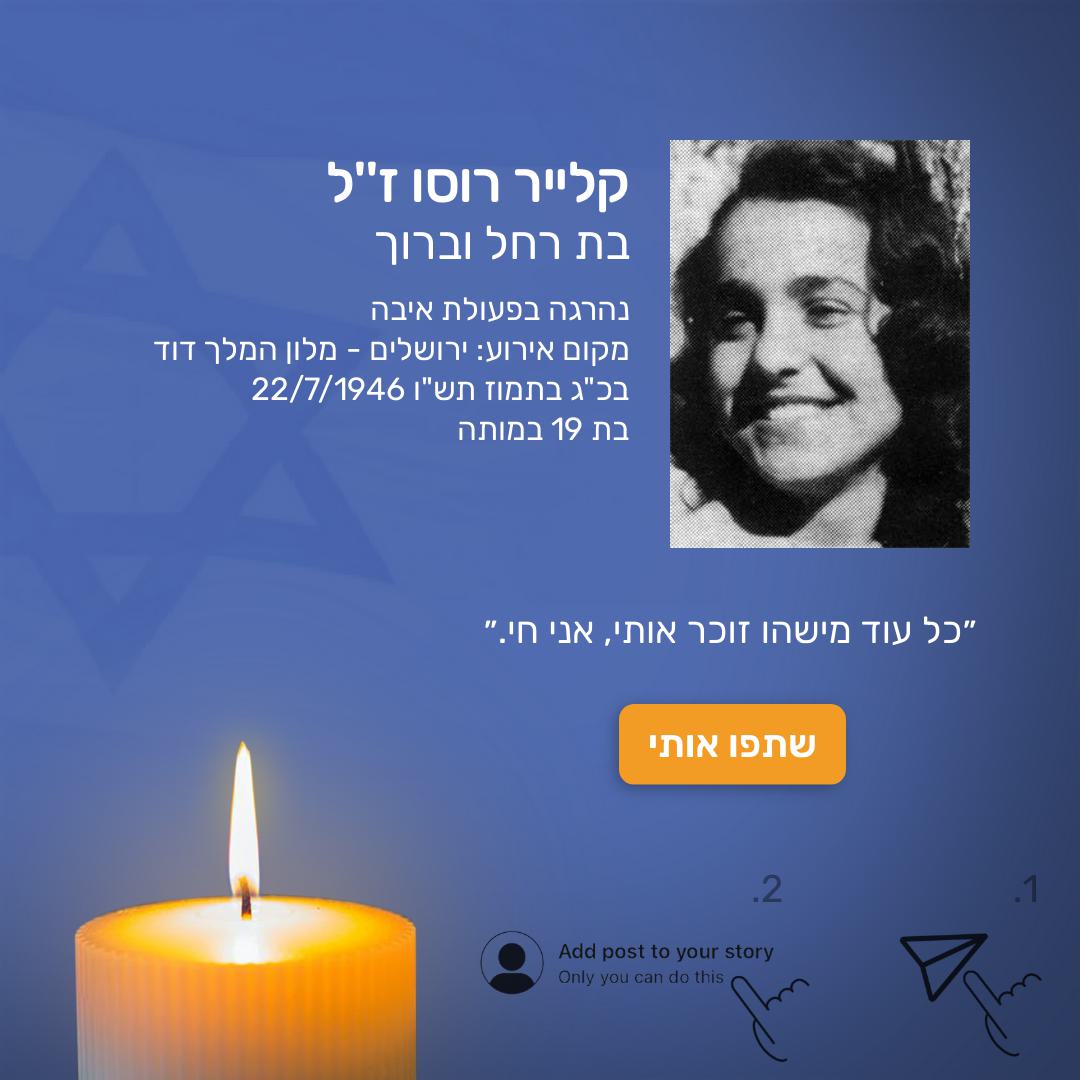 קלייר רוסו ז"ל
בת רחל וברוך
נהרגה בפעולת איבה
מקום אירוע: ירושלים - מלון המלך דוד
בכ"ג בתמוז תש"ו 22/7/1946
בת 19 במותה
״כל עוד מישהו זוכר אותי, אני חי.״
שתפו אותי
1.
2.
Add post to your story
Only you can do this